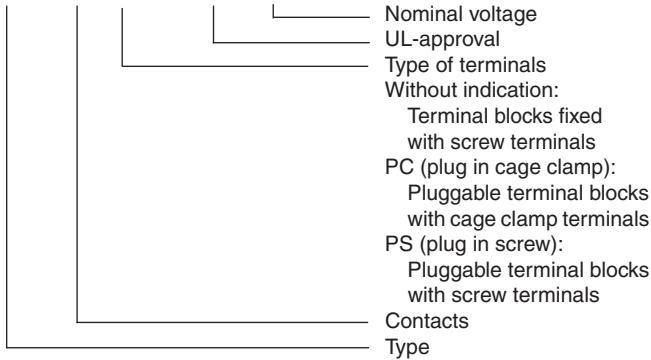 Nominal voltage
UL-approval
Type of terminals
Without indication:
Terminal blocks fixed
with screw terminals
PC (plug in cage clamp):
Pluggable terminal blocks
with cage clamp terminals
PS (plug in screw):
Pluggable terminal blocks
with screw terminals
Contacts
Type